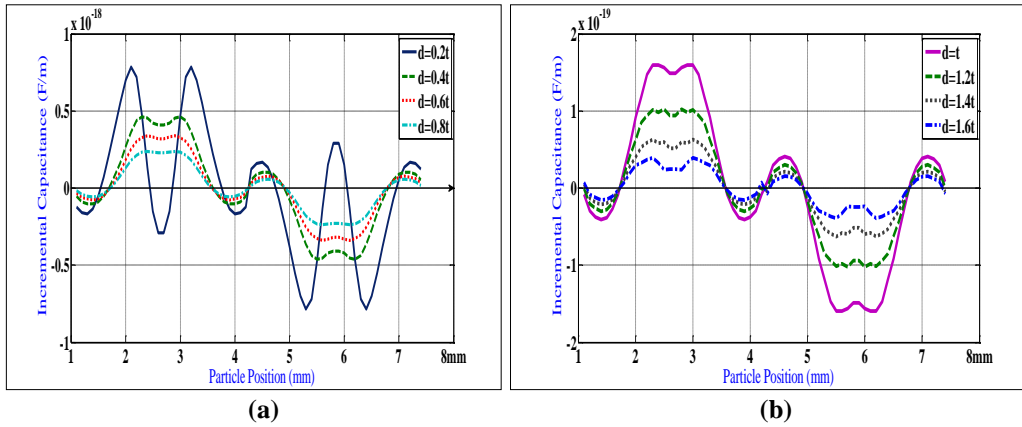 x 10^-18
1
0.5
0
-0.5
-1
Incremental Capacitance (F/m)
d=0.2t
d=0.4t
d=0.6t
d=0.8t
1 2 3 4 5 6 7 8mm
Particle Position (mm)
(a)
x 10^-19
2
1
0
-1
-2
Incremental Capacitance (F/m)
d=t
d=1.2t
d=1.4t
d=1.6t
1 2 3 4 5 6 7 8mm
Particle Position (mm)
(b)